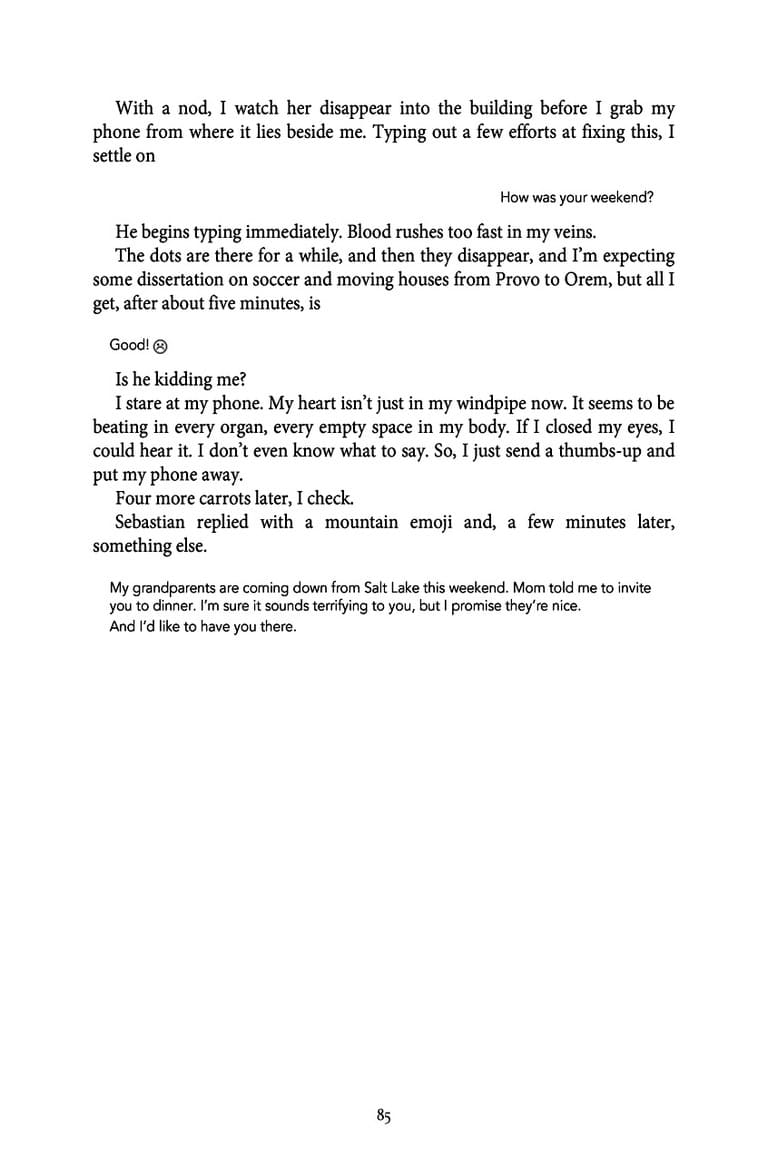 With a nod, I watch her disappear into the building before I grab my
phone from where it lies beside me. Typing out a few efforts at fixing this, I
settle on
How was your weekend?
He begins typing immediately. Blood rushes too fast in my veins.
The dots are there for a while, and then they disappear, and I’m expecting
some dissertation on soccer and moving houses from Provo to Orem, but all I
get, after about five minutes, is
Good! ☹
Is he kidding me?
I stare at my phone. My heart isn’t just in my windpipe now. It seems to be
beating in every organ, every empty space in my body. If I closed my eyes, I
could hear it. I don’t even know what to say. So, I just send a thumbs-up and
put my phone away.
Four more carrots later, I check.
Sebastian replied with a mountain emoji and, a few minutes later,
something else.
My grandparents are coming down from Salt Lake this weekend. Mom told me to invite
you to dinner. I’m sure it sounds terrifying to you, but I promise they’re nice.
And I’d like to have you there.
85